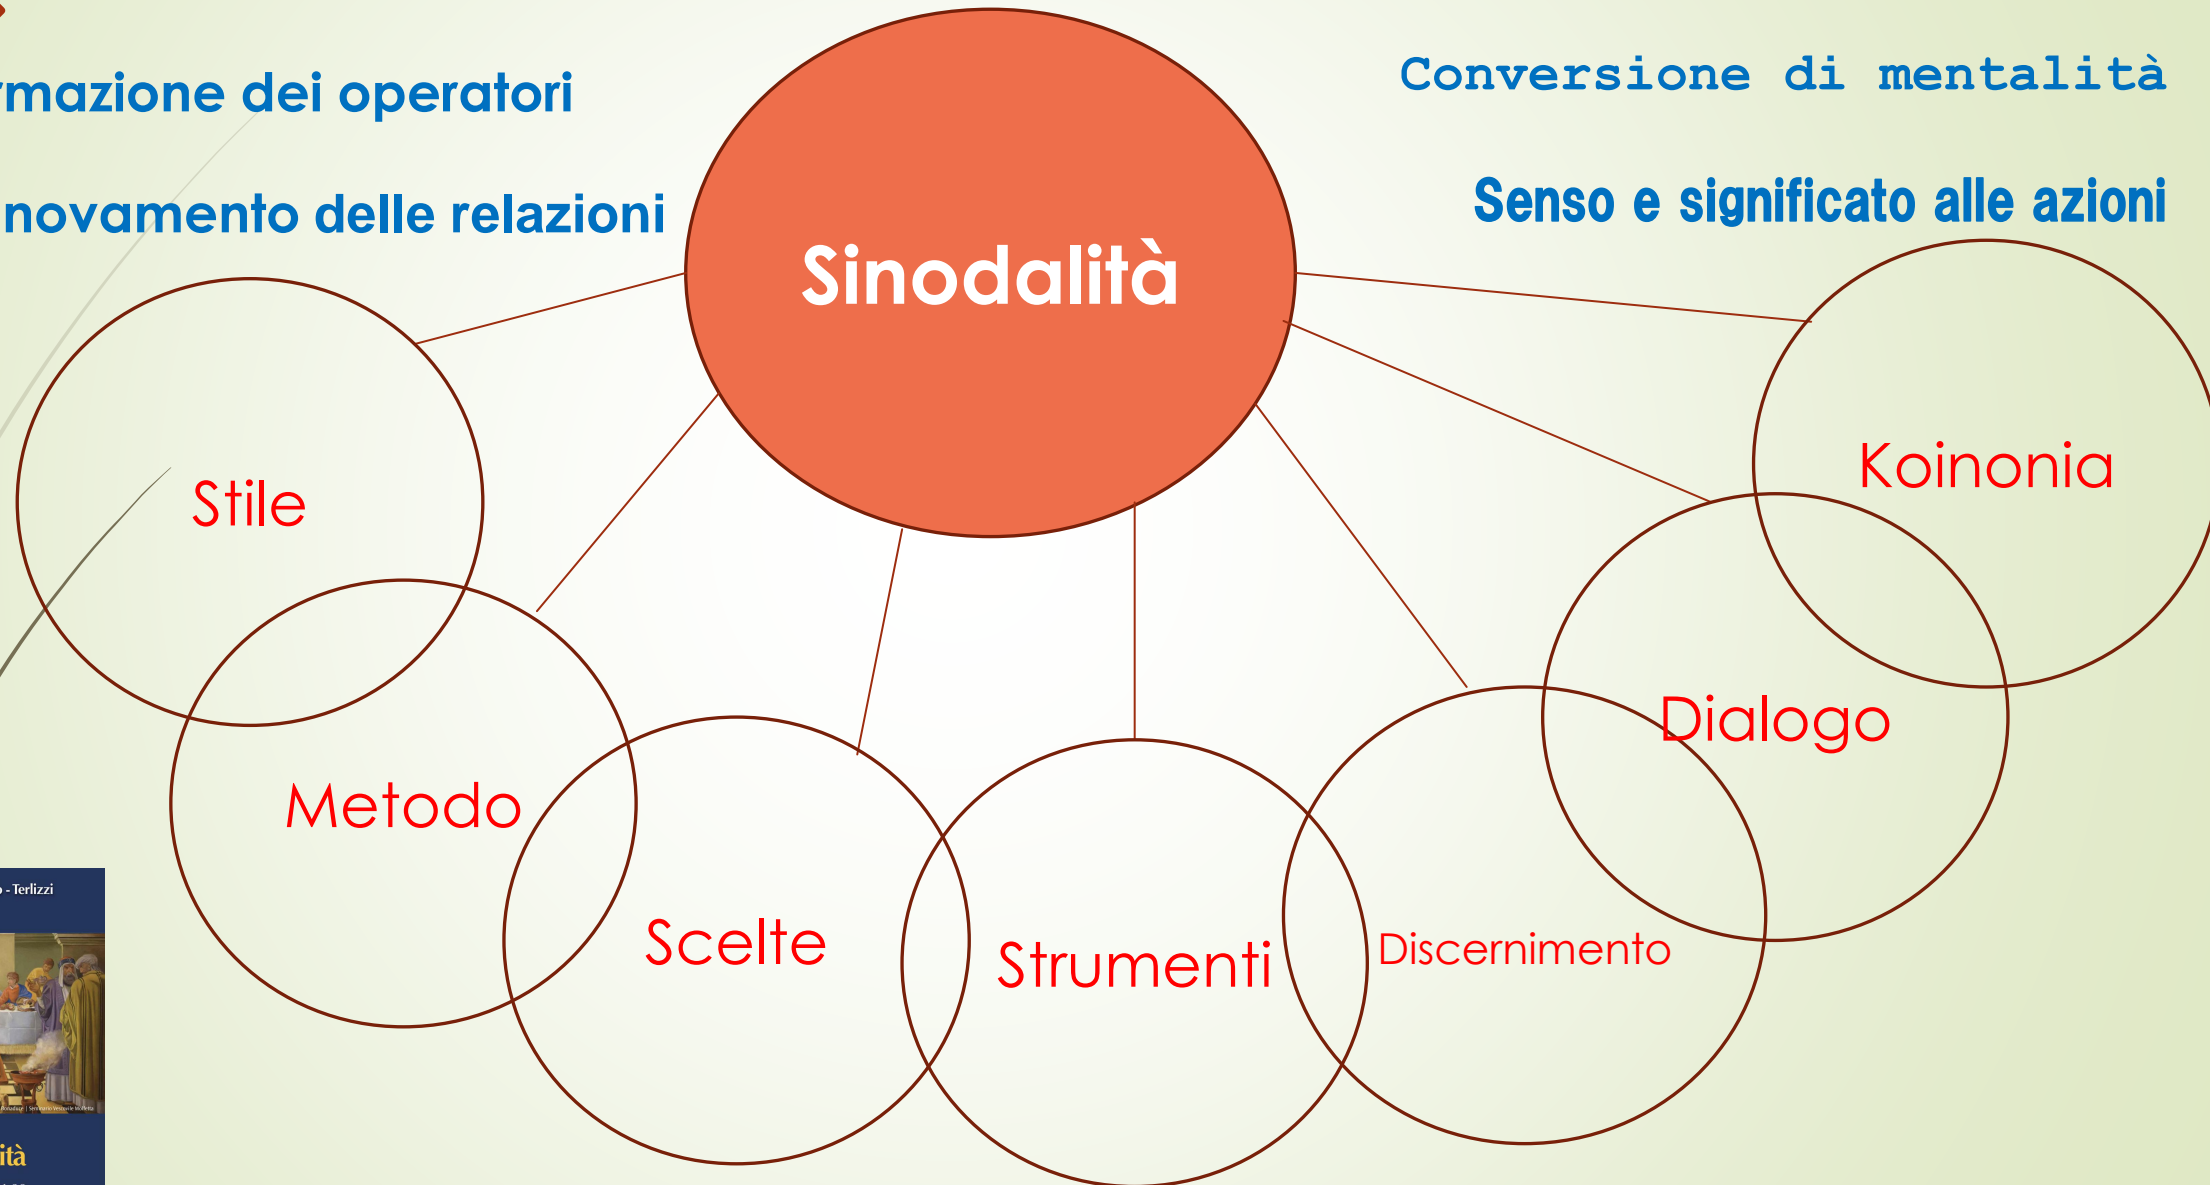 rmazione dei operatori
Conversione di mentalità
novamento delle relazioni
Senso e significato alle azioni
Sinodalità
Koinonia
Stile
Dialogo
Metodo
Scelte
Strumenti
Discernimento
- Terlizzi
ità